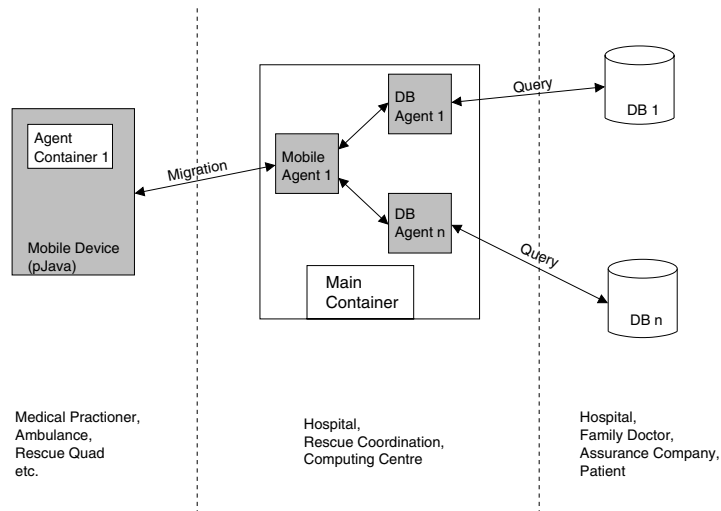 Agent
Container 1
Mobile Device
(pJava)
Migration
Mobile
Agent 1
DB
Agent 1
DB
Agent n
Main
Container
Query
Query
DB 1
DB n
Medical Practioner,
Ambulance,
Rescue Quad
etc.
Hospital,
Rescue Coordination,
Computing Centre
Hospital,
Family Doctor,
Assurance Company,
Patient